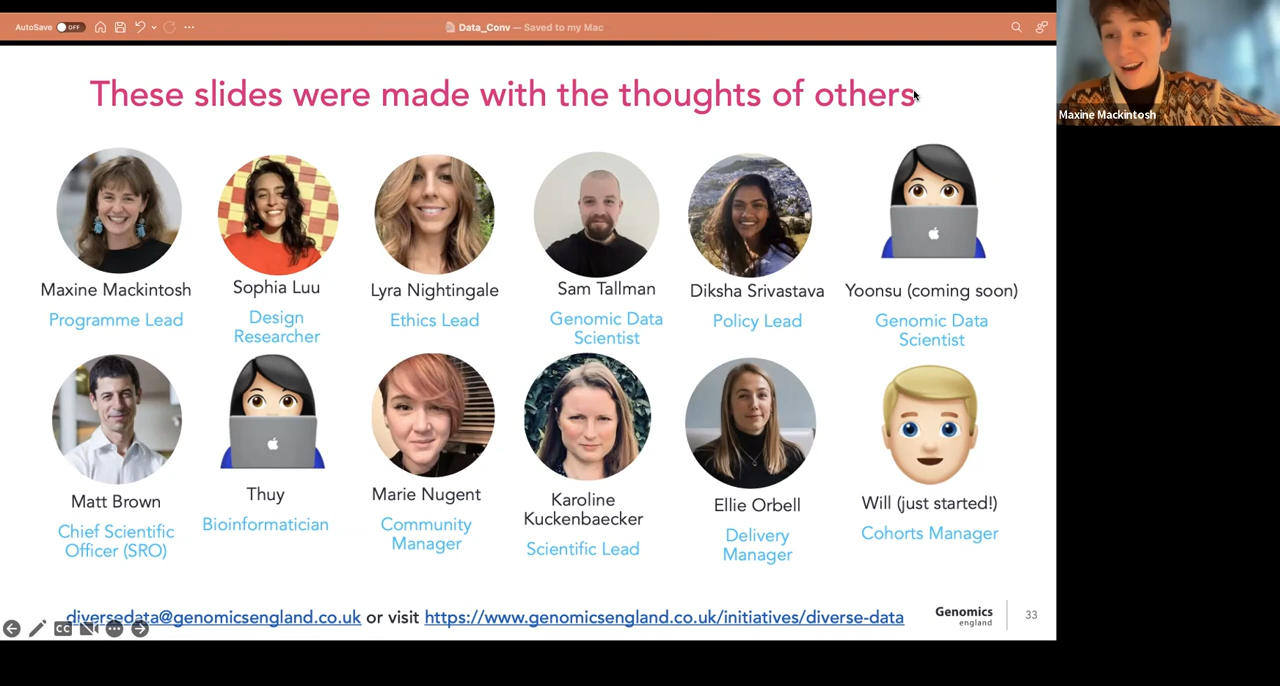 AutoSave OFF
Data_Conv — Saved to my Mac
Maxine Mackintosh
These slides were made with the thoughts of others
Maxine Mackintosh
Programme Lead
Sophia Luu
Design
Researcher
Lyra Nightingale
Ethics Lead
Sam Tallman
Genomic Data
Scientist
Diksha Srivastava
Policy Lead
Yoonsu (coming soon)
Genomic Data
Scientist
Matt Brown
Chief Scientific
Officer (SRO)
Thuy
Bioinformatician
Marie Nugent
Community
Manager
Karoline
Kuckenbaecker
Scientific Lead
Ellie Orbell
Delivery
Manager
Will (just started!)
Cohorts Manager
diversedata@genomicsengland.co.uk or visit https://www.genomicsengland.co.uk/initiatives/diverse-data
Genomics
england
33
CC